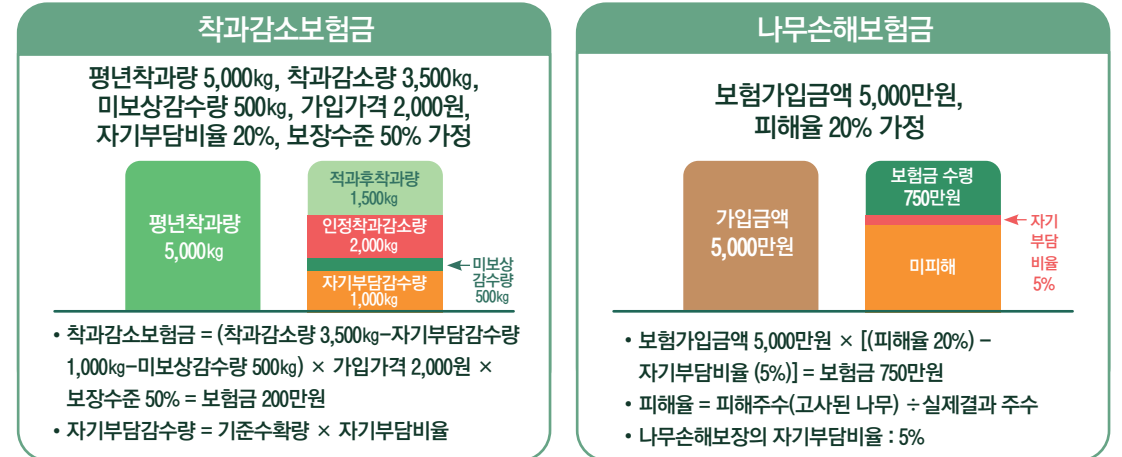 착과감소보험금
평년착과량 5,000kg, 착과감소량 3,500kg,
미보상감수량 500kg, 가입가격 2,000원,
자기부담비율 20%, 보장수준 50% 가정
평년착과량
5,000kg
적과후착과량
1,500kg
인정착과감소량
2,000kg
자기부담감수량
1,000kg
미보상
감수량
500kg
• 착과감소보험금 = (착과감소량 3,500kg-자기부담감수량
1,000kg-미보상감수량 500kg) × 가입가격 2,000원 ×
보장수준 50% = 보험금 200만원
• 자기부담감수량 = 기준수확량 × 자기부담비율
나무손해보험금
보험가입금액 5,000만원,
피해율 20% 가정
가입금액
5,000만원
보험금 수령
750만원
미피해
자기
부담
비율
5%
• 보험가입금액 5,000만원 × [(피해율 20%) -
자기부담비율 (5%)] = 보험금 750만원
• 피해율 = 피해주수(고사된 나무) ÷실제결과 주수
• 나무손해보장의 자기부담비율 : 5%